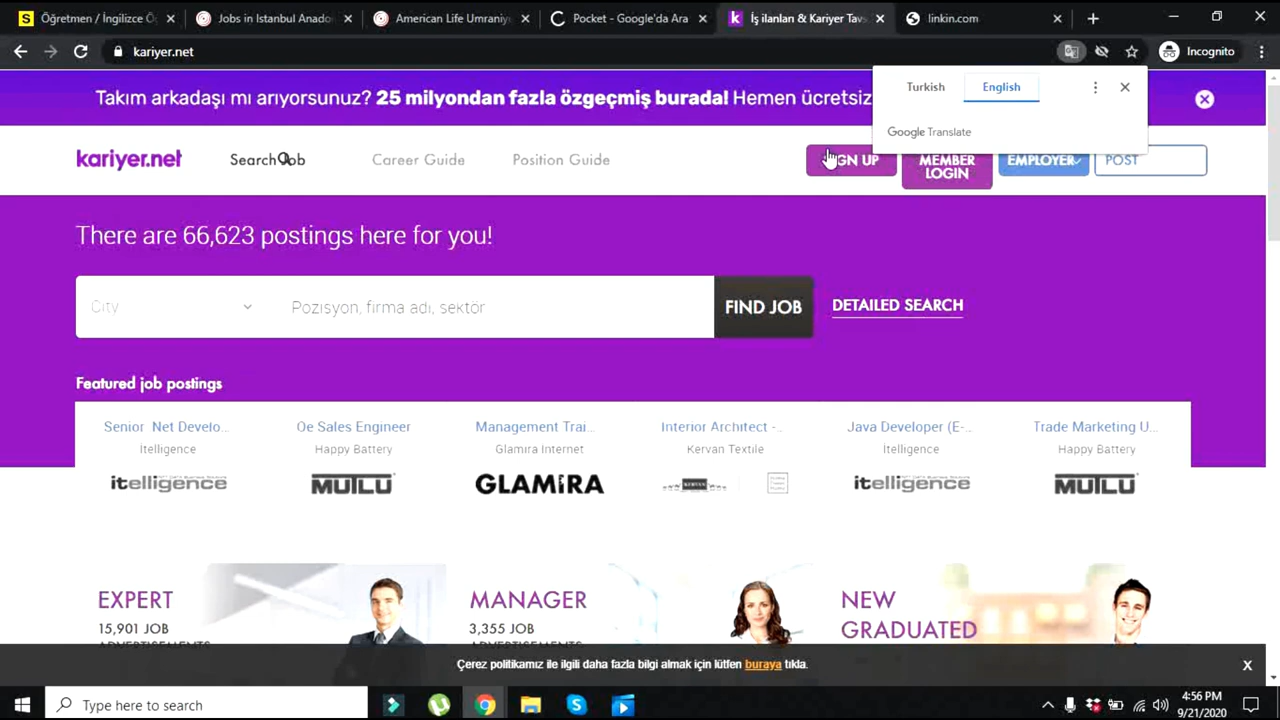 Öğretmen / İngilizce Ö
Jobs in Istanbul Anado
American Life Umraniy
Pocket - Google'da Ara
İş ilanları & Kariyer Tavs
linkin.com
kariyer.net
Incognito
Takım arkadaşı mı arıyorsunuz? 25 milyondan fazla özgeçmiş burada! Hemen ücretsiz
Turkish
English
Google Translate
kariyer.net
Search Job
Career Guide
Position Guide
SIGN UP
MEMBER
LOGIN
EMPLOYER
POST
There are 66,623 postings here for you!
City
Pozisyon, firma adı, sektör
FIND JOB
DETAILED SEARCH
Featured job postings
Senior Net Develo...
Oe Sales Engineer
Management Trai...
Interior Architect -..
Java Developer (E-..
Trade Marketing U...
Itelligence
Happy Battery
Glamira Internet
Kervan Textile
Itelligence
Happy Battery
itelligence
MUTLU
GLAMIRA
KERVAN
itelligence
MUTLU
EXPERT
15,901 JOB
ADVERTISEMENTS
MANAGER
3,355 JOB
ADVERTISEMENTS
NEW
GRADUATED
Çerez politikamız ile ilgili daha fazla bilgi almak için lütfen buraya tıkla.
X
Type here to search
4:56 PM
9/21/2020